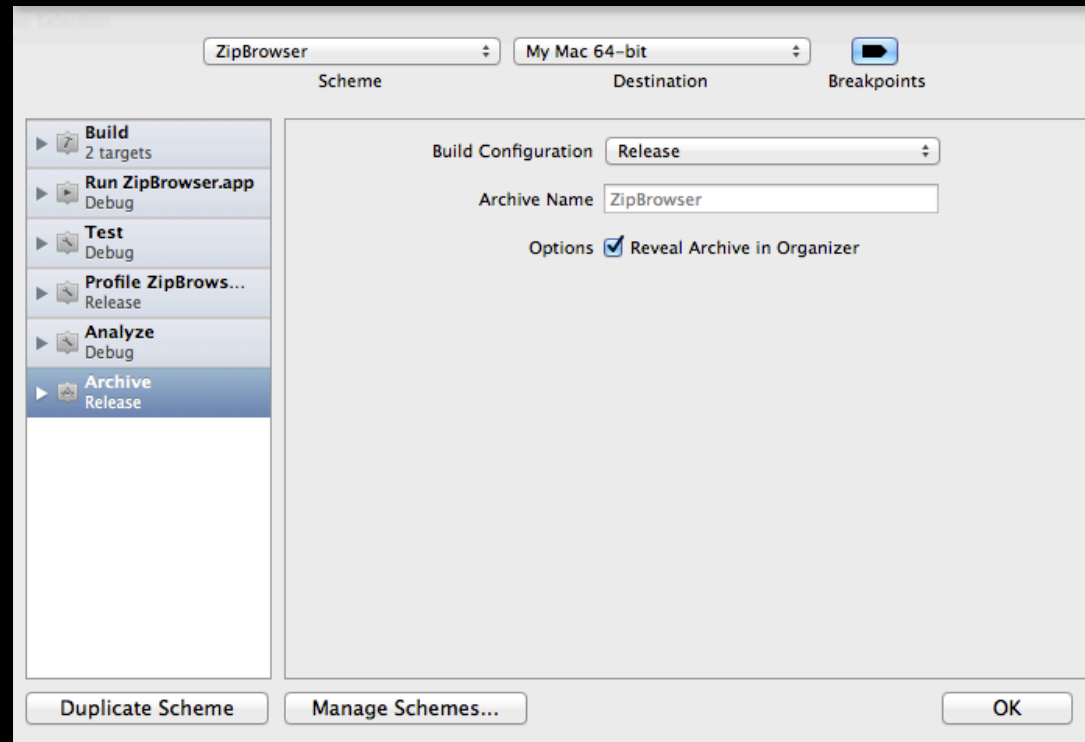 ZipBrowser
My Mac 64-bit
Scheme
Destination
Breakpoints
Build
2 targets
Run ZipBrowser.app
Debug
Test
Debug
Profile ZipBrows...
Release
Analyze
Debug
Archive
Release
Build Configuration
Release
Archive Name
ZipBrowser
Options
Reveal Archive in Organizer
Duplicate Scheme
Manage Schemes...
OK